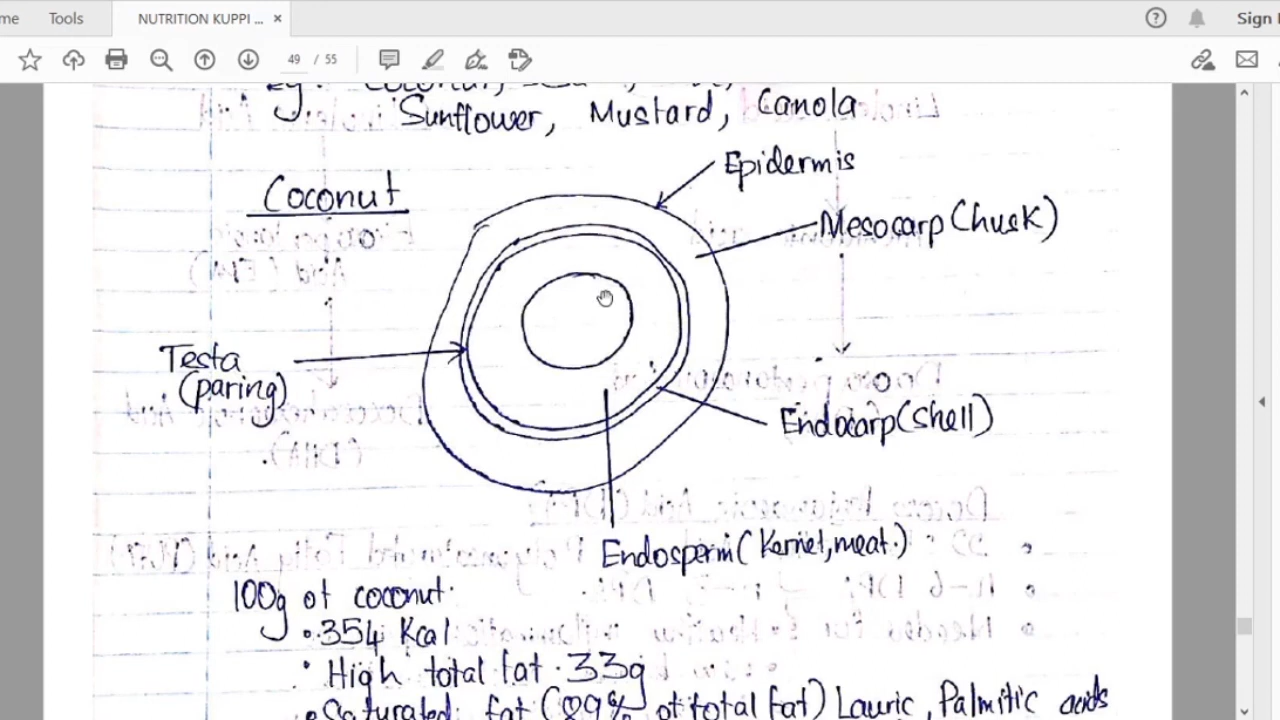 Tools
NUTRITION KUPPI ... ×
Sign
49 / 55
Sunflower, Mustard, Canola
Coconut
Epidermis
Mesocarp (husk)
Testa
(paring)
Endocarp (shell)
Endosperm (kernel, meat.)
100g of coconut.
• 354 Kcal
• High total fat . 33g
• Saturated fat (89% of total fat) Lauric, Palmitic acids